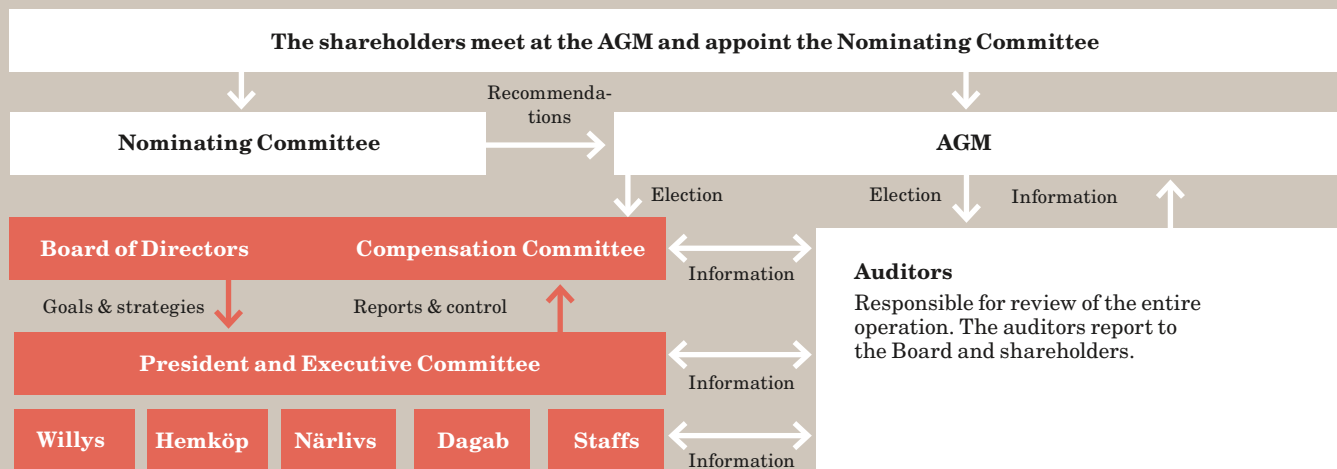 The shareholders meet at the AGM and appoint the Nominating Committee
Recommenda-
tions
Nominating Committee
AGM
Election
Election
Information
Board of Directors
Compensation Committee
Information
Auditors
Responsible for review of the entire
operation. The auditors report to
the Board and shareholders.
Goals & strategies
Reports & control
President and Executive Committee
Information
Willys
Hemköp
Närlivs
Dagab
Staffs
Information